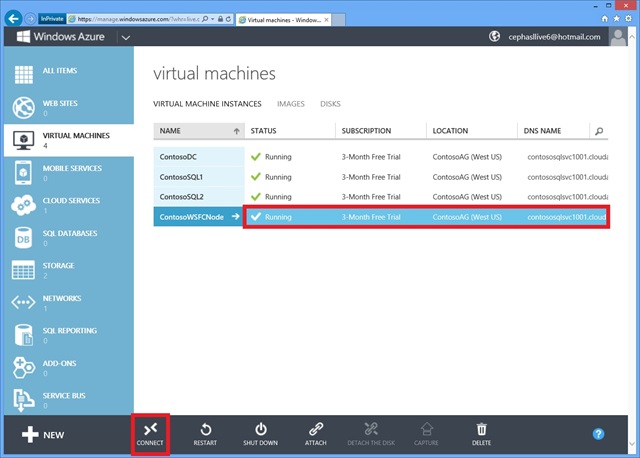 InPrivate https://manage.windowsazure.com/?whr=live.c Virtual machines - Windows...
Windows Azure cephasllive6@hotmail.com
ALL ITEMS
WEB SITES
0
VIRTUAL MACHINES
4
MOBILE SERVICES
0
CLOUD SERVICES
1
SQL DATABASES
0
STORAGE
2
NETWORKS
1
SQL REPORTING
0
ADD-ONS
0
SERVICE BUS
0
virtual machines
VIRTUAL MACHINE INSTANCES IMAGES DISKS
NAME STATUS SUBSCRIPTION LOCATION DNS NAME
ContosoDC Running 3-Month Free Trial ContosoAG (West US) contososqlsvc1001.clouda
ContosoSQL1 Running 3-Month Free Trial ContosoAG (West US) contososqlsvc1001.clouda
ContosoSQL2 Running 3-Month Free Trial ContosoAG (West US) contososqlsvc1001.clouda
ContosoWSFCNode Running 3-Month Free Trial ContosoAG (West US) contososqlsvc1001.cloud
NEW CONNECT RESTART SHUT DOWN ATTACH DETACH THE DISK CAPTURE DELETE ?